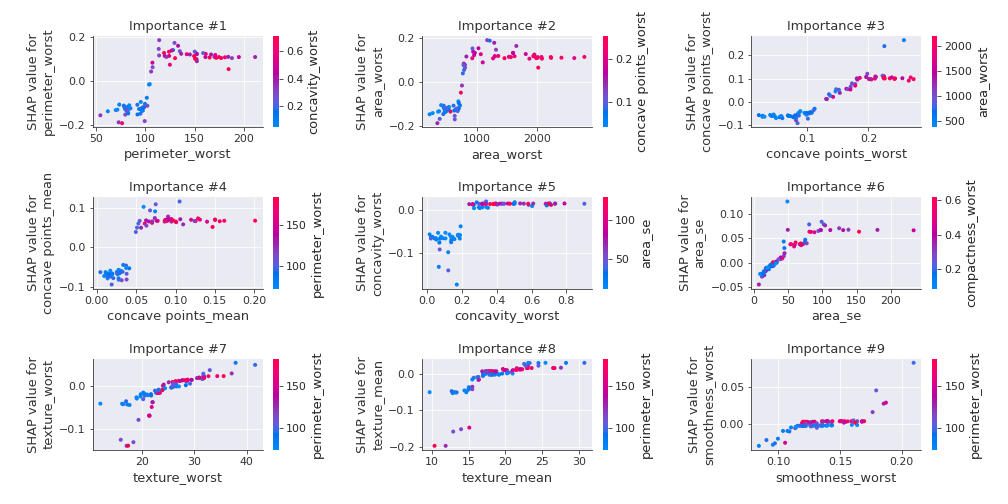 Importance #1
SHAP value for
perimeter_worst
0.2
0.0
−0.2
50
100
150
200
perimeter_worst
0.6
0.4
0.2
concavity_worst
Importance #2
SHAP value for
area_worst
0.2
0.0
−0.2
1000
2000
area_worst
0.2
0.1
concave points_worst
Importance #3
SHAP value for
concave points_worst
0.2
0.1
0.0
−0.1
0.1
0.2
concave points_worst
2000
1500
1000
500
area_worst
Importance #4
SHAP value for
concave points_mean
0.1
0.0
−0.1
0.00
0.05
0.10
0.15
0.20
concave points_mean
150
100
perimeter_worst
Importance #5
SHAP value for
concavity_worst
0.0
−0.1
0.0
0.2
0.4
0.6
0.8
concavity_worst
100
50
area_se
Importance #6
SHAP value for
area_se
0.10
0.05
0.00
−0.05
0
50
100
150
200
area_se
0.6
0.4
0.2
compactness_worst
Importance #7
SHAP value for
texture_worst
0.0
−0.1
20
30
40
texture_worst
150
100
perimeter_worst
Importance #8
SHAP value for
texture_mean
0.0
−0.1
−0.2
10
15
20
25
30
texture_mean
150
100
perimeter_worst
Importance #9
SHAP value for
smoothness_worst
0.05
0.00
0.10
0.15
0.20
smoothness_worst
150
100
perimeter_worst